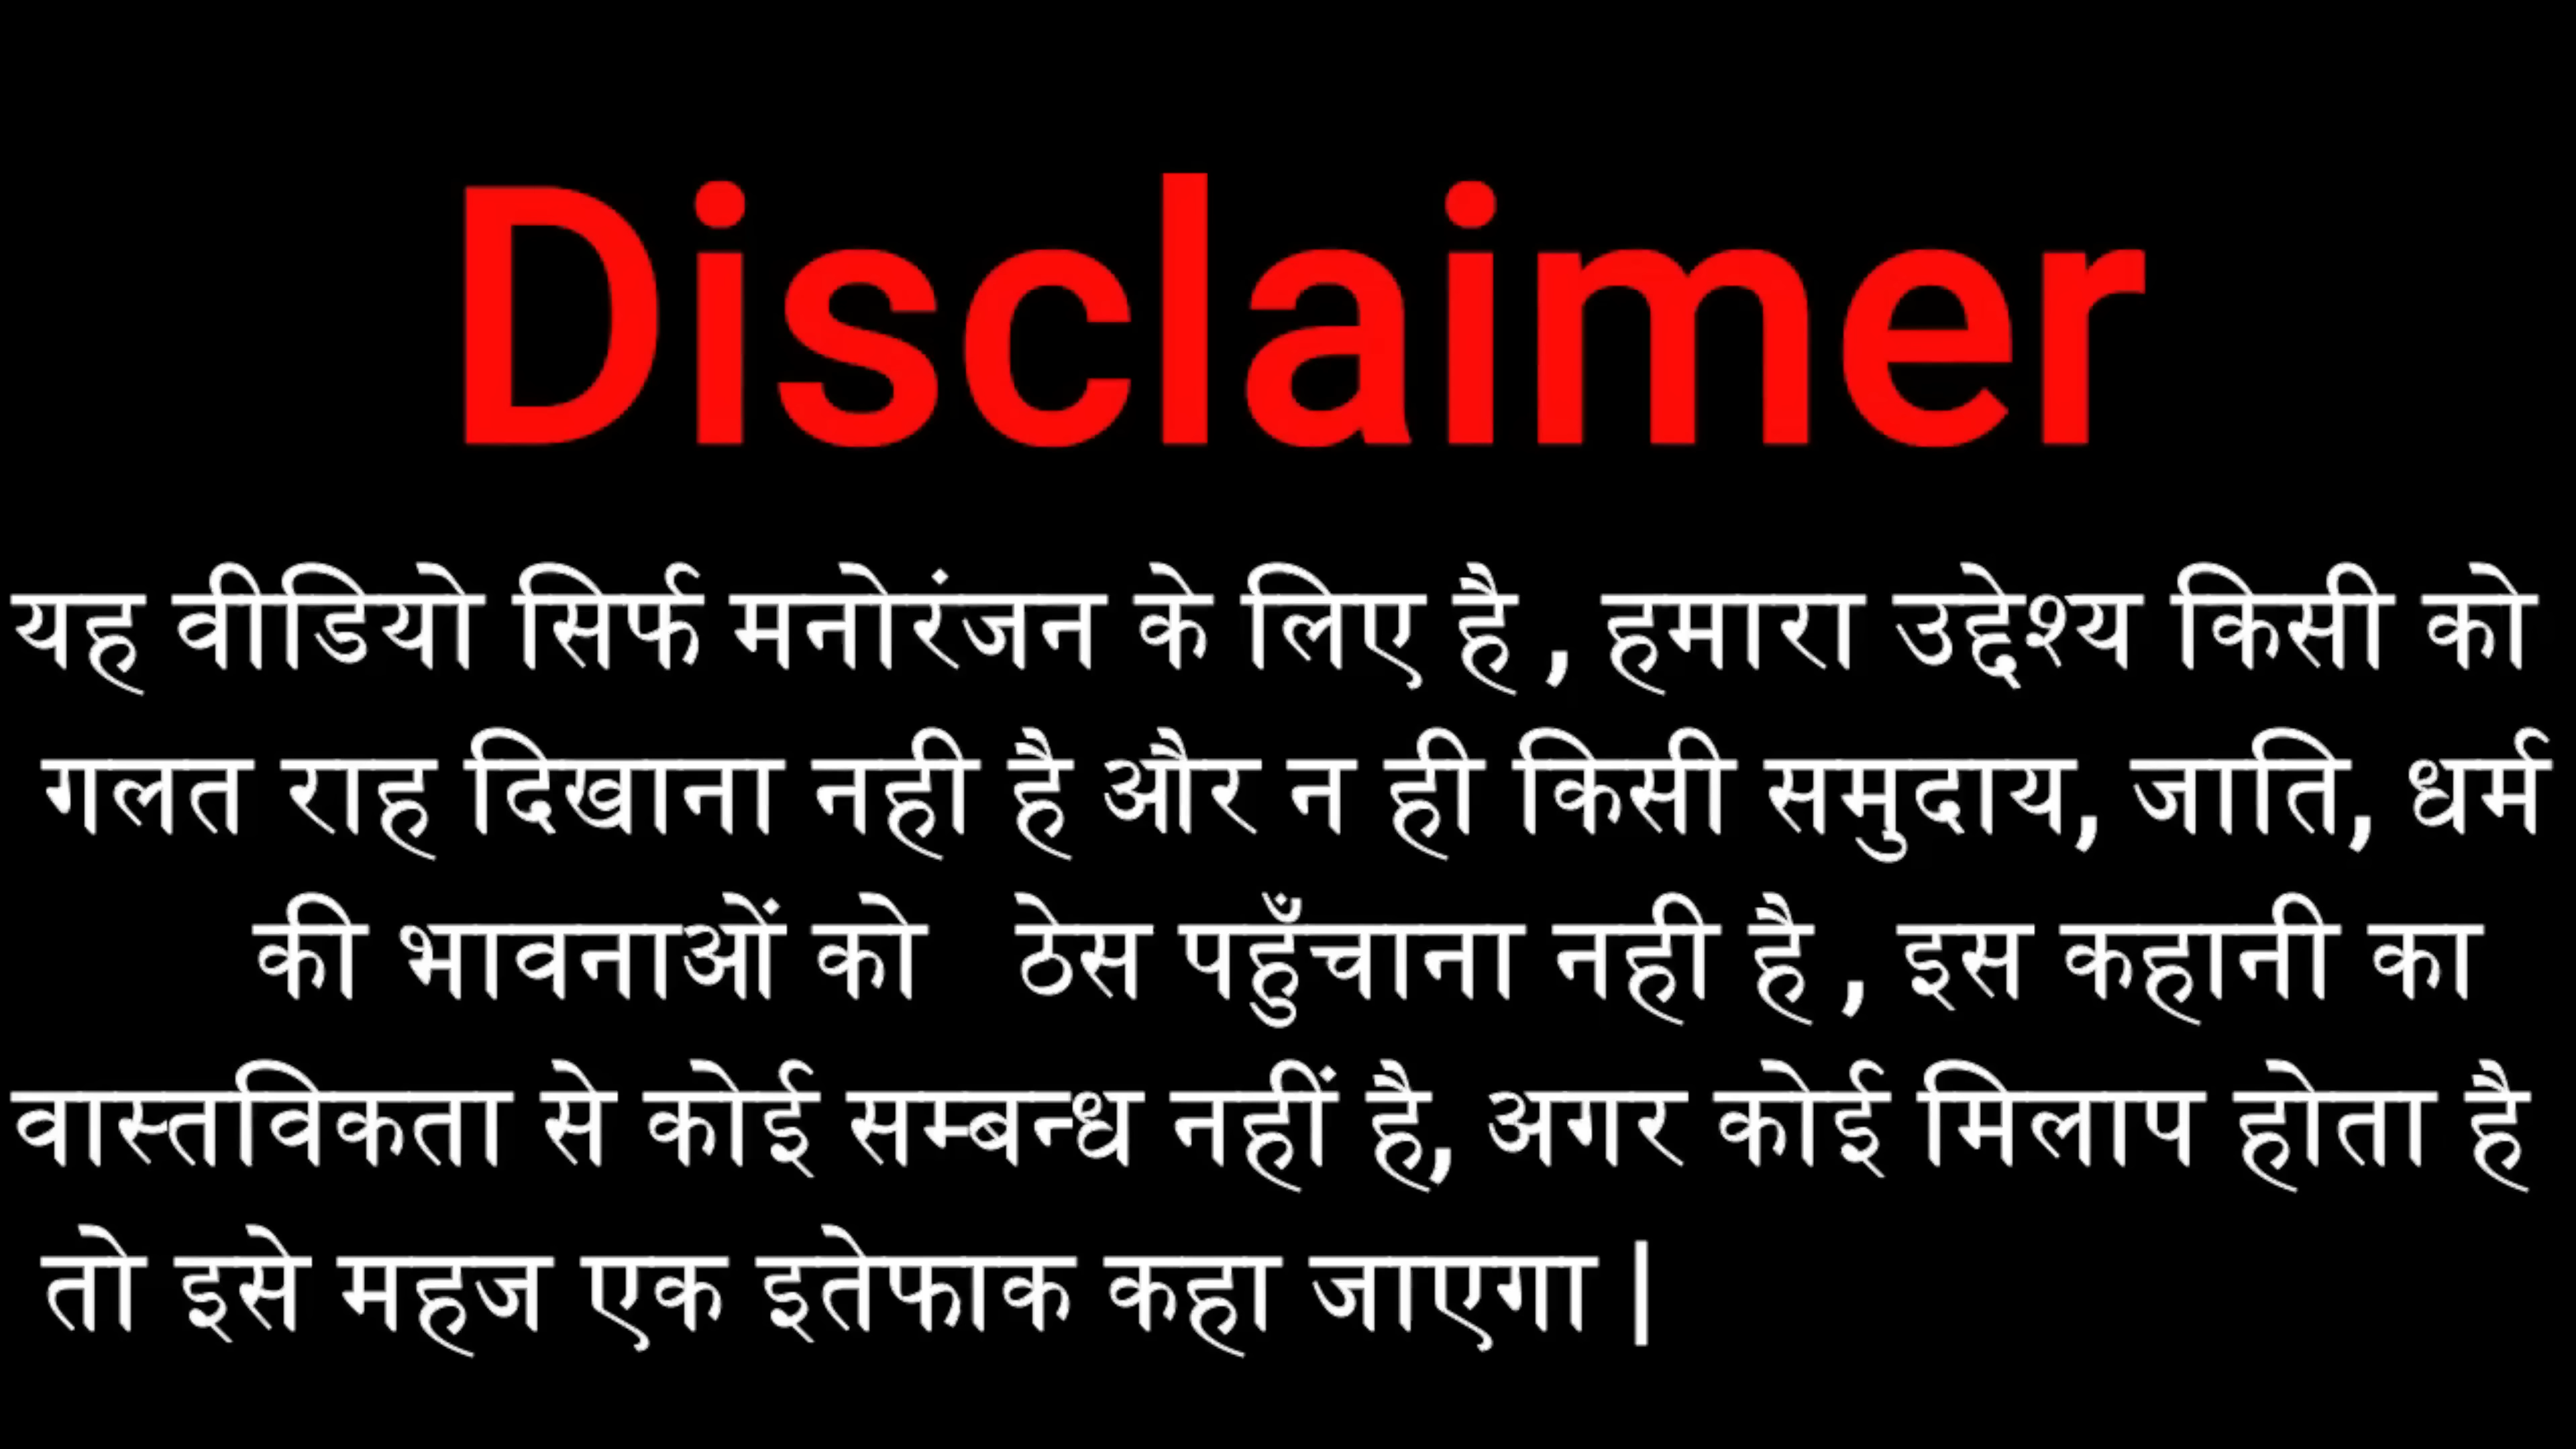 Disclaimer
यह वीडियो सिर्फ मनोरंजन के लिए है , हमारा उद्देश्य किसी को
गलत राह दिखाना नही है और न ही किसी समुदाय, जाति, धर्म
की भावनाओं को ठेस पहुँचाना नही है , इस कहानी का
वास्तविकता से कोई सम्बन्ध नहीं है, अगर कोई मिलाप होता है
तो इसे महज एक इतेफाक कहा जाएगा |